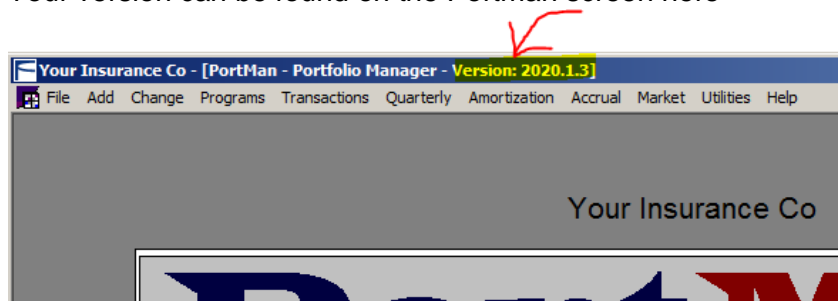 Your Insurance Co - [PortMan - Portfolio Manager - Version: 2020.1.3]
File Add Change Programs Transactions Quarterly Amortization Accrual Market Utilities Help
Your Insurance Co